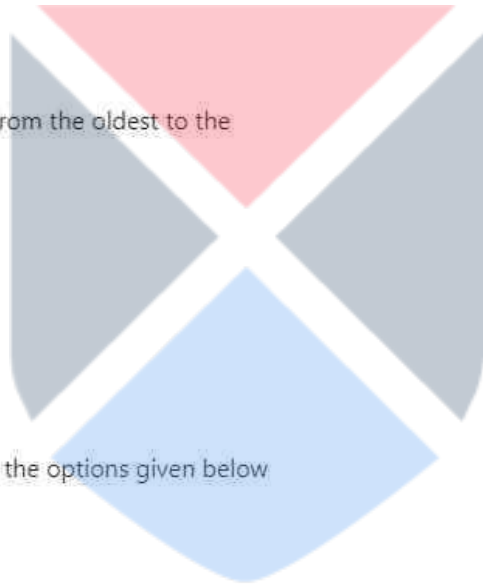 rom the oldest to the
the options given below